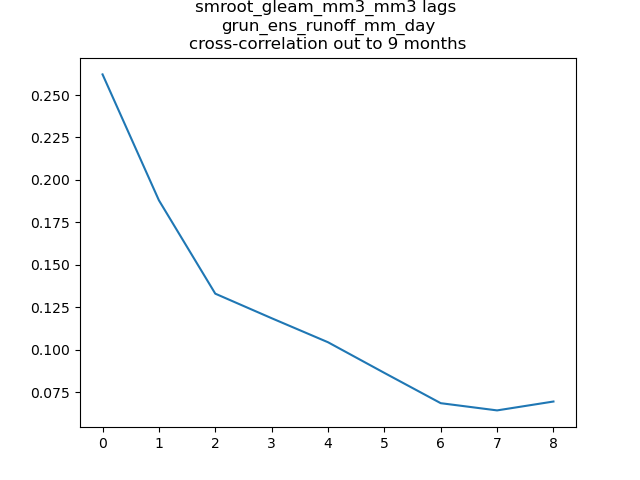 smroot_gleam_mm3_mm3 lags
grun_ens_runoff_mm_day
cross-correlation out to 9 months
0.250
0.225
0.200
0.175
0.150
0.125
0.100
0.075
0 1 2 3 4 5 6 7 8